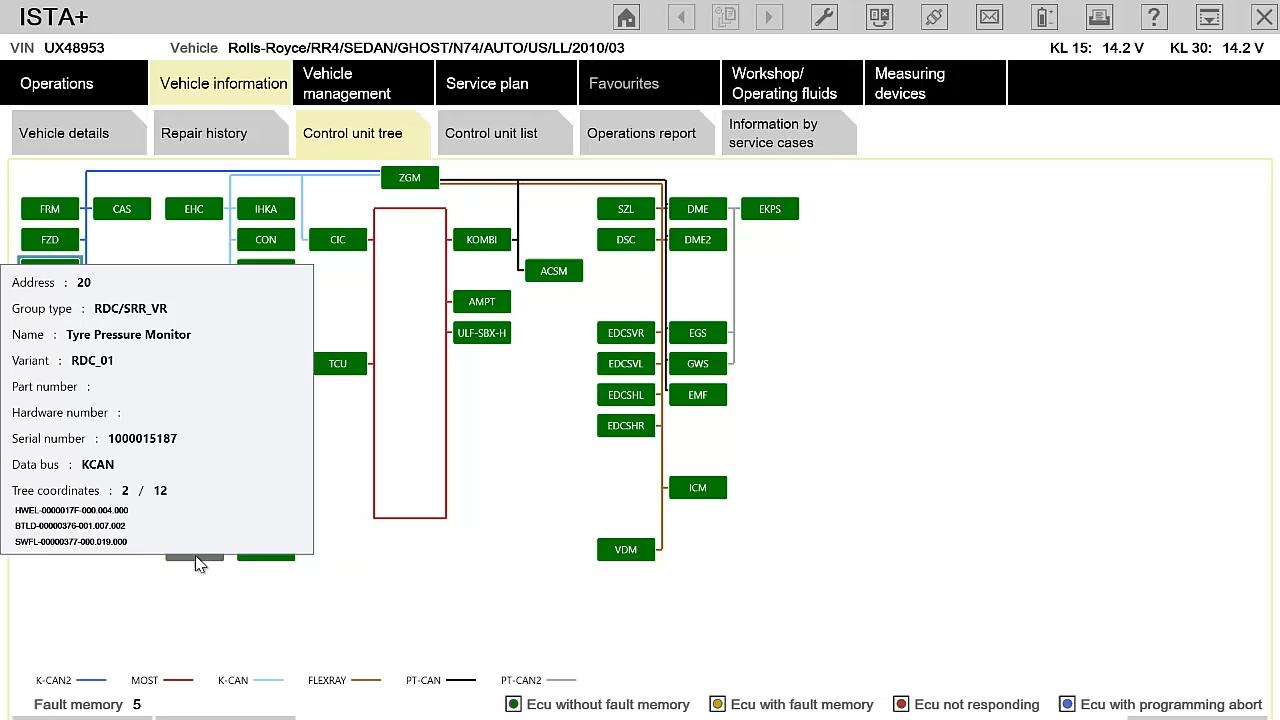 ISTA+
VIN UX48953 Vehicle Rolls-Royce/RR4/SEDAN/GHOST/N74/AUTO/US/LL/2010/03 KL 15: 14.2 V KL 30: 14.2 V
Operations
Vehicle information
Vehicle
management
Service plan
Favourites
Workshop/
Operating fluids
Measuring
devices
Vehicle details
Repair history
Control unit tree
Control unit list
Operations report
Information by
service cases
ZGM
FRM CAS EHC IHKA SZL DME EKPS
FZD CON CIC KOMBI DSC DME2
ACSM
AMPT
ULF-SBX-H EDCSVR EGS
TCU EDCSVL GWS
EDCSHL EMF
EDCSHR
ICM
VDM
Address : 20
Group type : RDC/SRR_VR
Name : Tyre Pressure Monitor
Variant : RDC_01
Part number :
Hardware number :
Serial number : 1000015187
Data bus : KCAN
Tree coordinates : 2 / 12
HWEL-0000017F-000.004.000
BTLD-00000376-001.007.002
SWFL-00000377-000.019.000
K-CAN2 MOST K-CAN FLEXRAY PT-CAN PT-CAN2
Fault memory 5 Ecu without fault memory Ecu with fault memory Ecu not responding Ecu with programming abort